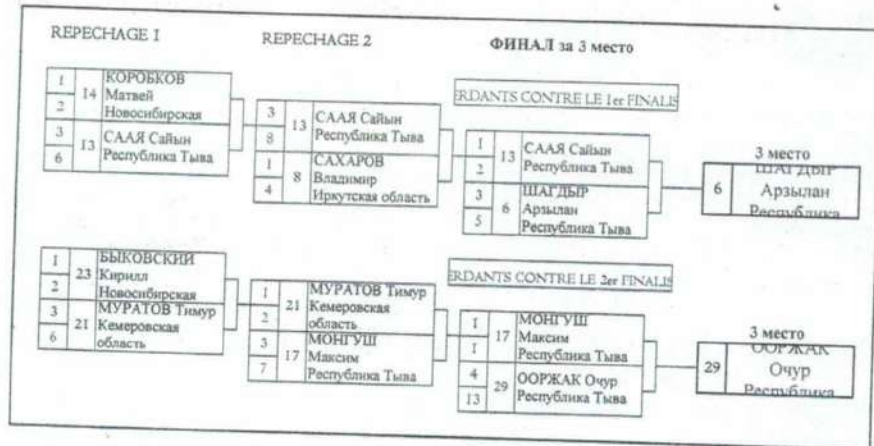 REPECHAGE 1
REPECHAGE 2
ФИНАЛ за 3 место
ERDANTS CONTRE LE 1er FINALIS
1
2
14
КОРОБКОВ
Матвей
Новосибирская
3
6
13
СААЯ Сайын
Республика Тыва
3
8
13
СААЯ Сайын
Республика Тыва
1
4
8
САХАРОВ
Владимир
Иркутская область
1
2
13
СААЯ Сайын
Республика Тыва
3
5
6
ШАГДЫР
Арзылан
Республика Тыва
3 место
6
ШАГДЫР
Арзылан
Республика
ERDANTS CONTRE LE 2er FINALIS
1
2
23
БЫКОВСКИЙ
Кирилл
Новосибирская
3
6
21
МУРАТОВ Тимур
Кемеровская
область
1
2
21
МУРАТОВ Тимур
Кемеровская
область
3
7
17
МОНГУШ
Максим
Республика Тыва
1
1
17
МОНГУШ
Максим
Республика Тыва
4
13
29
ООРЖАК Очур
Республика Тыва
3 место
29
ООРЖАК
Очур
Республика